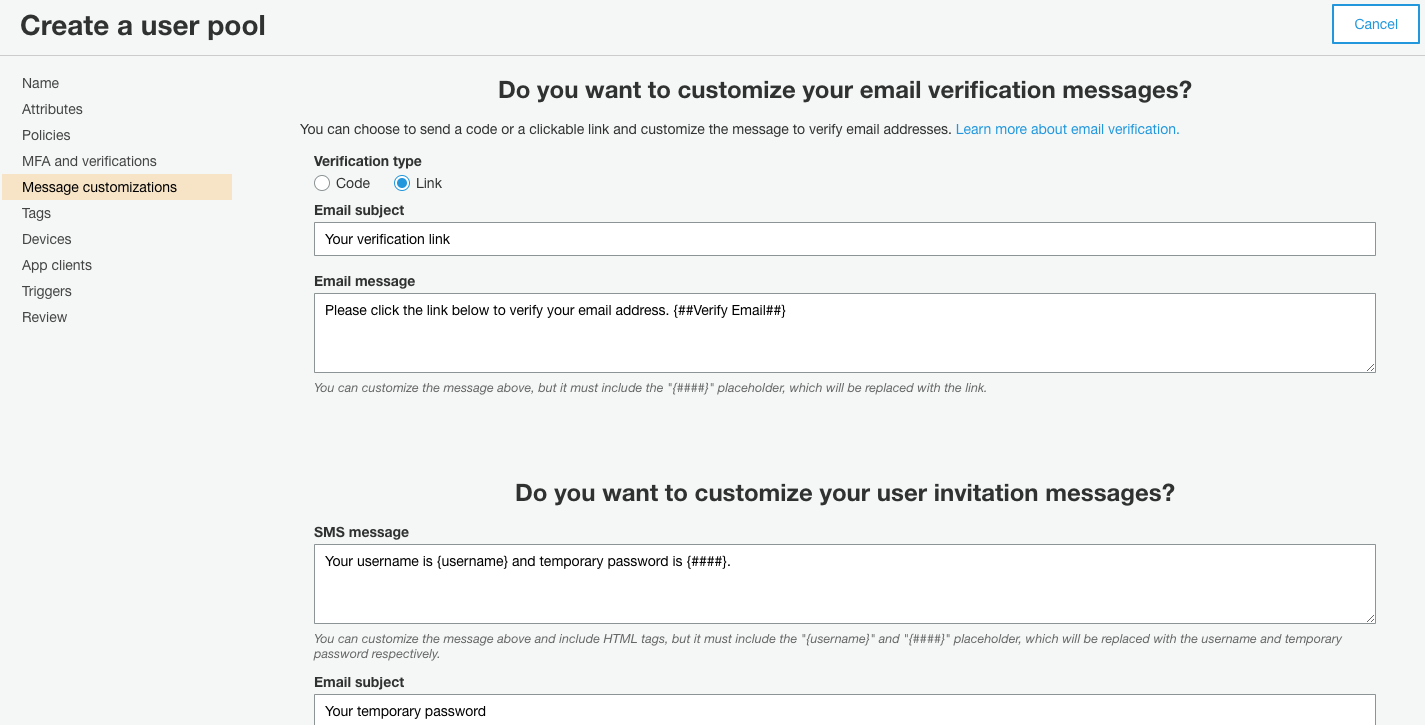 Create a user pool
Cancel
Name
Attributes
Policies
MFA and verifications
Message customizations
Tags
Devices
App clients
Triggers
Review
Do you want to customize your email verification messages?
You can choose to send a code or a clickable link and customize the message to verify email addresses. Learn more about email verification.
Verification type
Code Link
Email subject
Your verification link
Email message
Please click the link below to verify your email address. {##Verify Email##}
You can customize the message above, but it must include the "{####}" placeholder, which will be replaced with the link.
Do you want to customize your user invitation messages?
SMS message
Your username is {username} and temporary password is {####}.
You can customize the message above and include HTML tags, but it must include the "{username}" and "{####}" placeholder, which will be replaced with the username and temporary
password respectively.
Email subject
Your temporary password